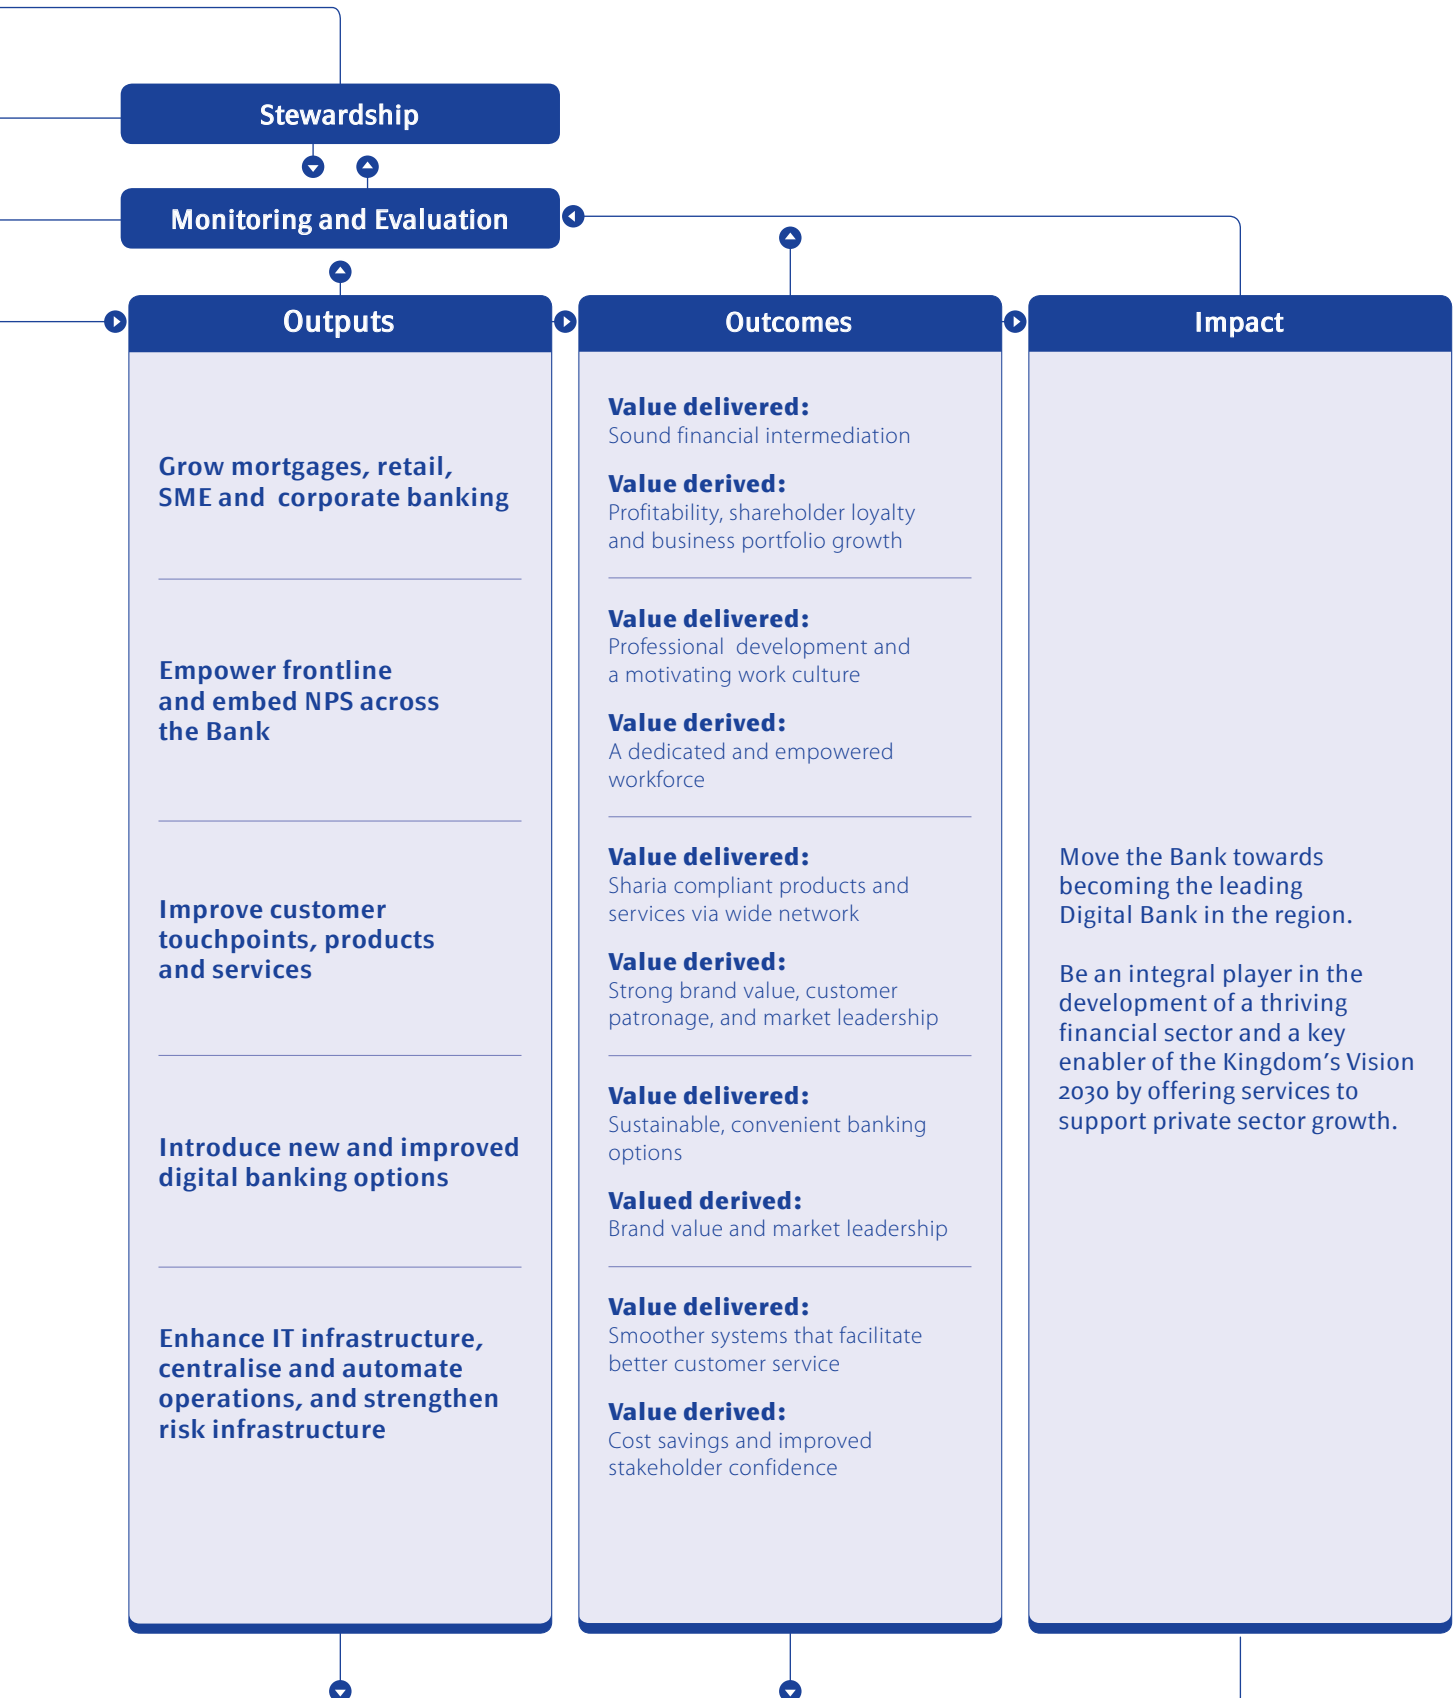 Stewardship
Monitoring and Evaluation
Outputs
Grow mortgages, retail,
SME and corporate banking
Empower frontline
and embed NPS across
the Bank
Improve customer
touchpoints, products
and services
Introduce new and improved
digital banking options
Enhance IT infrastructure,
centralise and automate
operations, and strengthen
risk infrastructure
Outcomes
Value delivered:
Sound financial intermediation
Value derived:
Profitability, shareholder loyalty
and business portfolio growth
Value delivered:
Professional development and
a motivating work culture
Value derived:
A dedicated and empowered
workforce
Value delivered:
Sharia compliant products and
services via wide network
Value derived:
Strong brand value, customer
patronage, and market leadership
Value delivered:
Sustainable, convenient banking
options
Valued derived:
Brand value and market leadership
Value delivered:
Smoother systems that facilitate
better customer service
Value derived:
Cost savings and improved
stakeholder confidence
Impact
Move the Bank towards
becoming the leading
Digital Bank in the region.
Be an integral player in the
development of a thriving
financial sector and a key
enabler of the Kingdom's Vision
2030 by offering services to
support private sector growth.